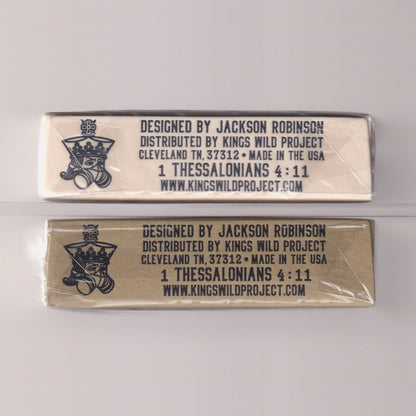 DESIGNED BY JACKSON ROBINSON
DISTRIBUTED BY KINGS WILD PROJECT
CLEVELAND TN, 37312 • MADE IN THE USA
1 THESSALONIANS 4:11
WWW.KINGSWILDPROJECT.COM
DESIGNED BY JACKSON ROBINSON
DISTRIBUTED BY KINGS WILD PROJECT
CLEVELAND TN, 37312 • MADE IN THE USA
1 THESSALONIANS 4:11
WWW.KINGSWILDPROJECT.COM